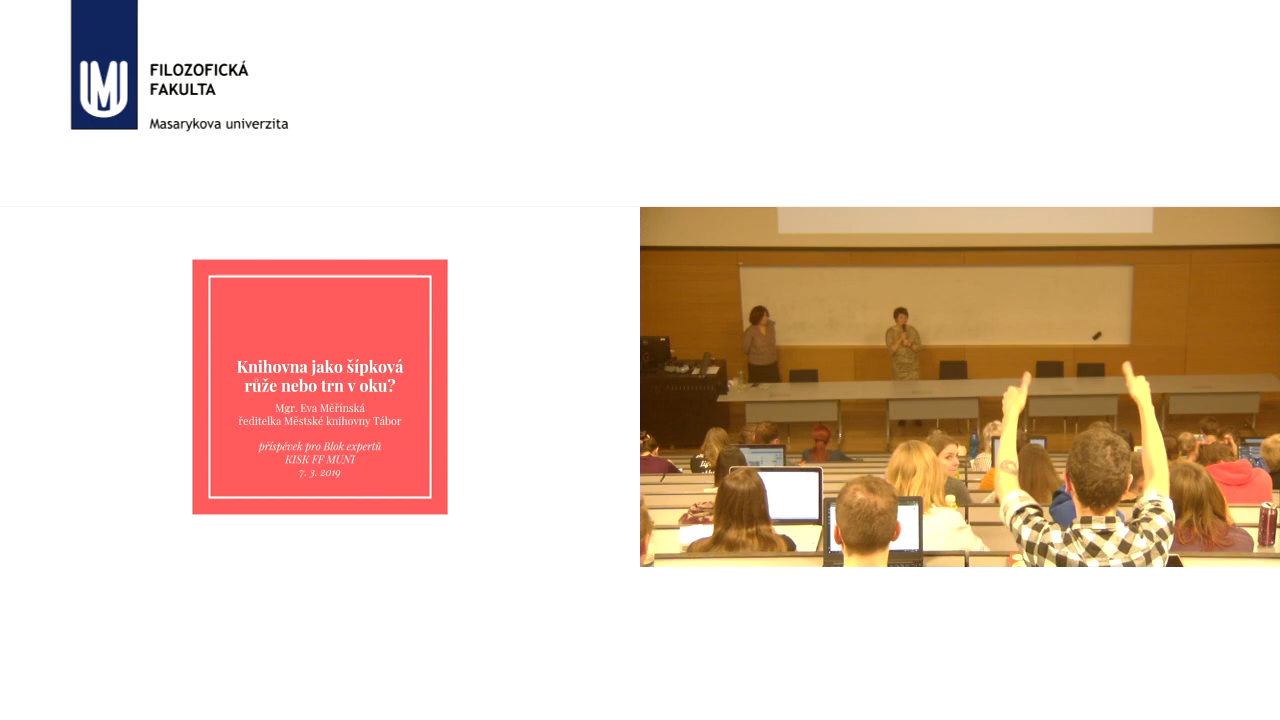 FILOZOFICKÁ
FAKULTA
Masarykova univerzita
Knihovna jako šípková
růže nebo trn v oku?
Mgr. Eva Měřínská
ředitelka Městské knihovny Tábor
příspěvek pro Blok expertů
KISK FF MUNI
7. 3. 2019